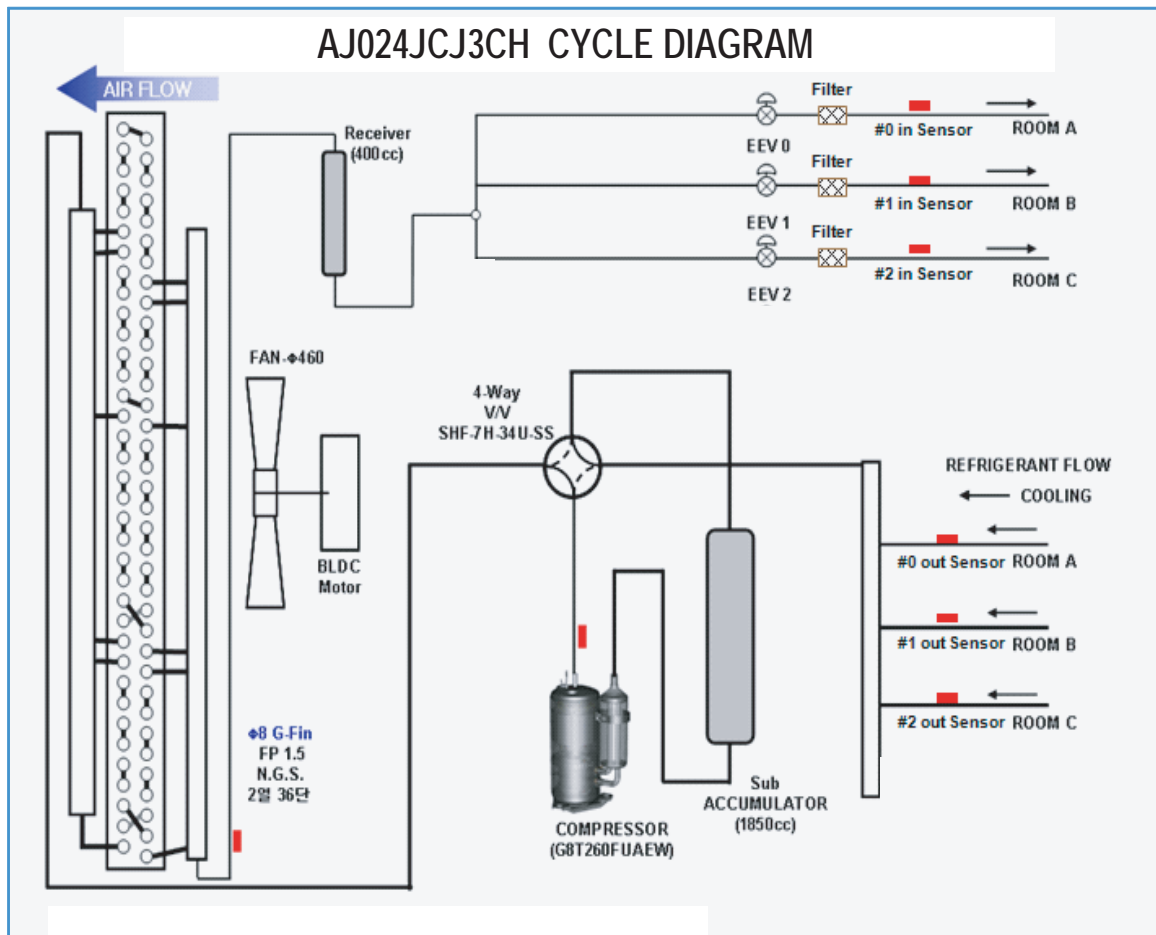 AJ024JCJ3CH CYCLE DIAGRAM
AIR FLOW
Receiver
(400cc)
Filter
EEV 0
#0 in Sensor
ROOM A
Filter
EEV 1
#1 in Sensor
ROOM B
Filter
EEV 2
#2 in Sensor
ROOM C
FAN-Φ460
BLDC
Motor
4-Way
V/V
SHF-7H-34U-SS
REFRIGERANT FLOW
COOLING
#0 out Sensor ROOM A
#1 out Sensor ROOM B
#2 out Sensor ROOM C
Φ8 G-Fin
FP 1.5
N.G.S.
2열 36단
COMPRESSOR
(G8T260FUAEW)
Sub
ACCUMULATOR
(1850cc)